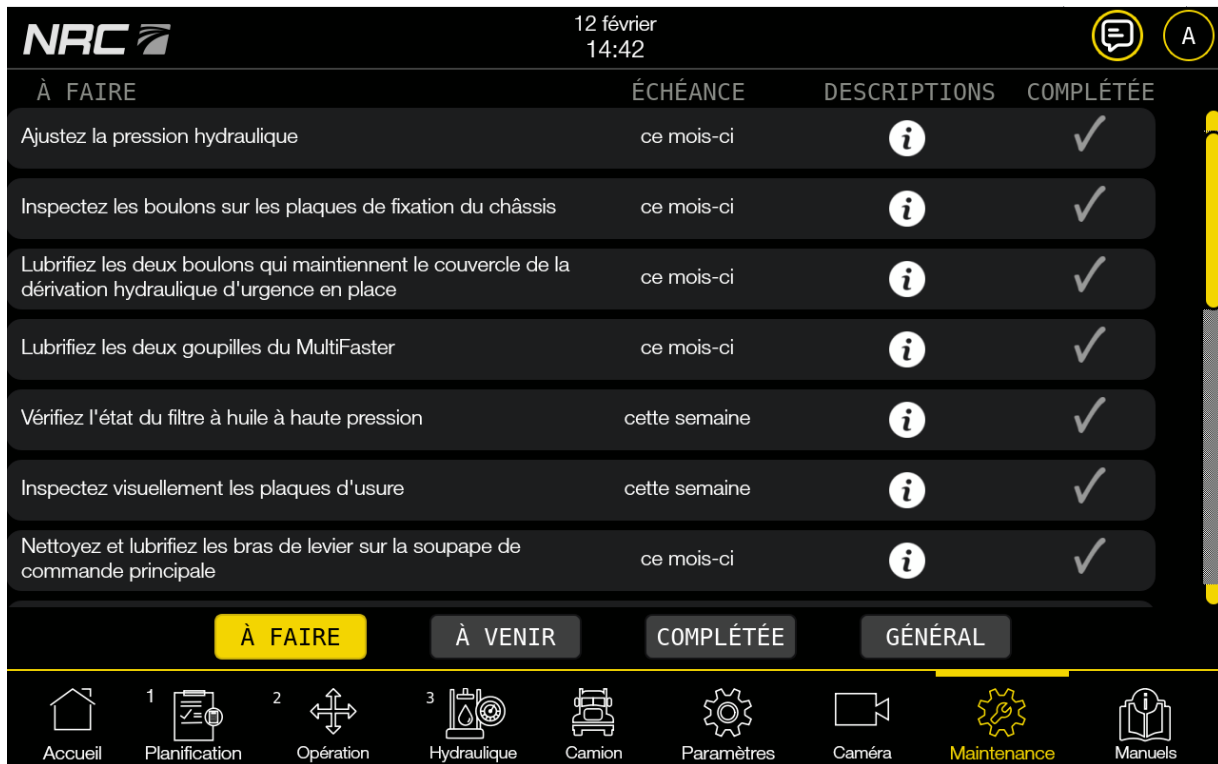 NRC
12 février
14:42
A
À FAIRE ÉCHÉANCE DESCRIPTIONS COMPLÉTÉE
Ajustez la pression hydraulique ce mois-ci i
Inspectez les boulons sur les plaques de fixation du châssis ce mois-ci i
Lubrifiez les deux boulons qui maintiennent le couvercle de la
dérivation hydraulique d'urgence en place ce mois-ci i
Lubrifiez les deux goupilles du MultiFaster ce mois-ci i
Vérifiez l'état du filtre à huile à haute pression cette semaine i
Inspectez visuellement les plaques d'usure cette semaine i
Nettoyez et lubrifiez les bras de levier sur la soupape de
commande principale ce mois-ci i
À FAIRE À VENIR COMPLÉTÉE GÉNÉRAL
1 2 3
Accueil Planification Opération Hydraulique Camion Paramètres Caméra Maintenance Manuels